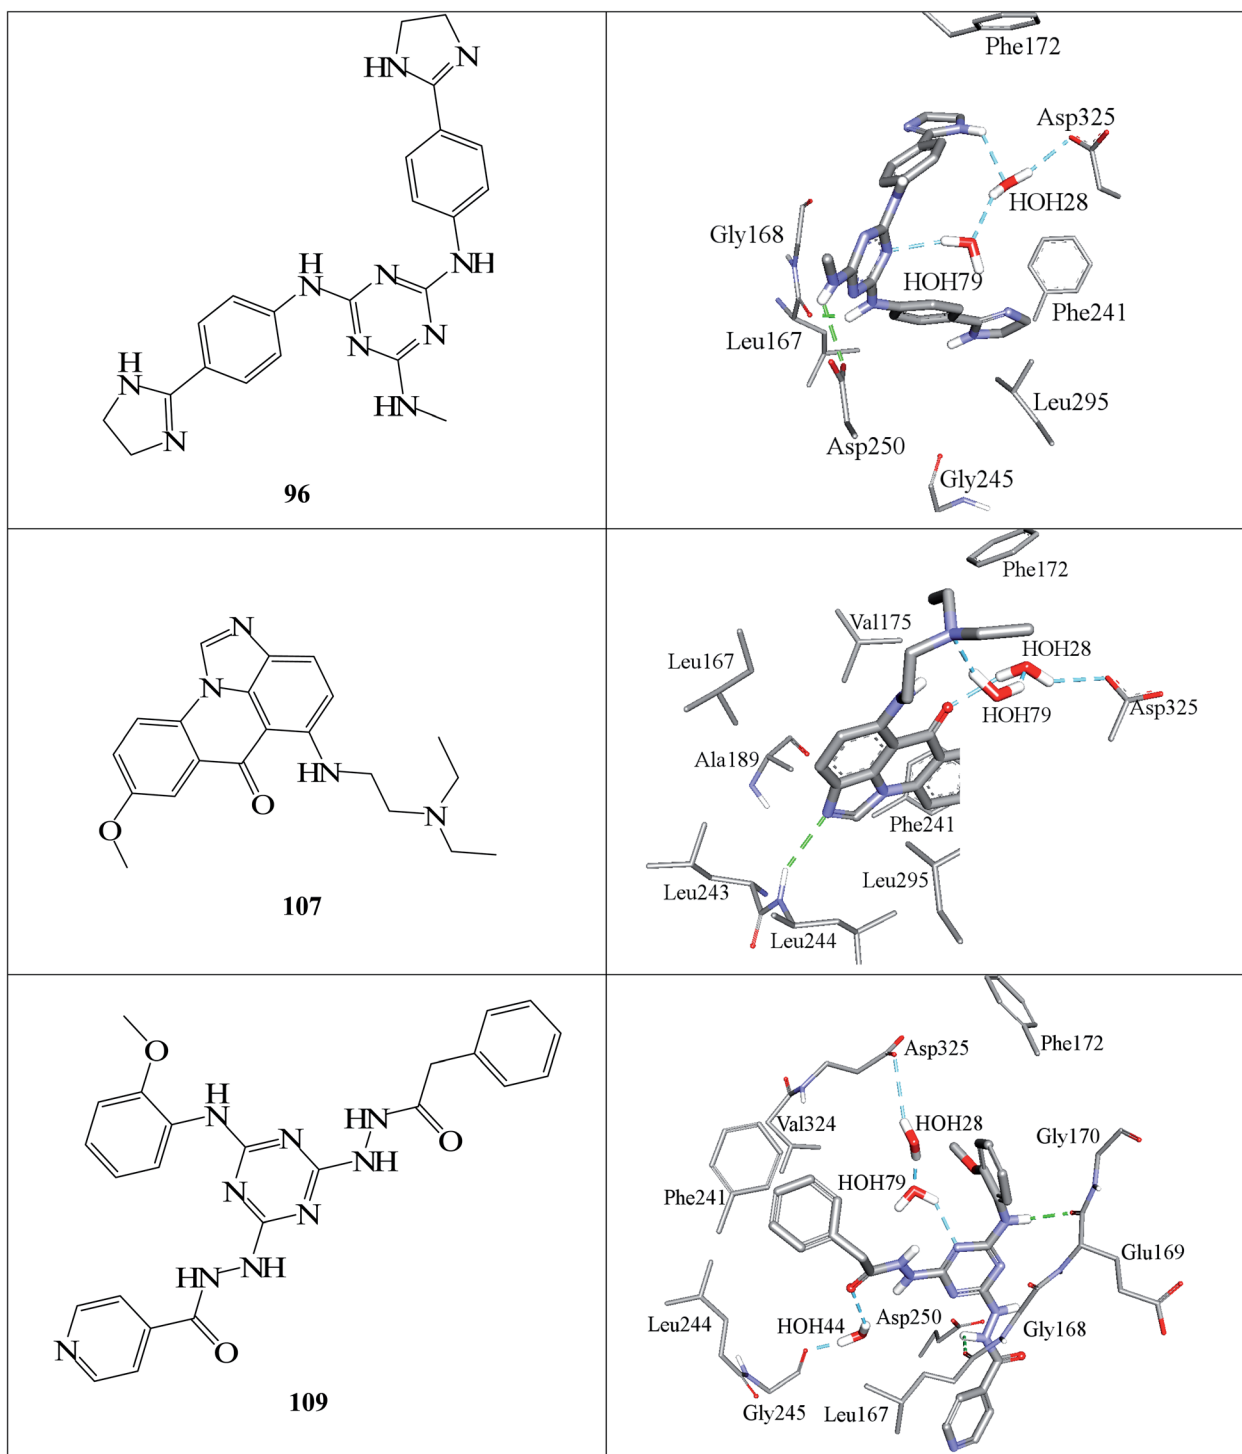 HN
N
N
H
NH
N
N
N
H
N
HN
N
96
Phe172
Asp325
HOH28
Gly168
HOH79
Phe241
Leu167
Leu295
Asp250
Gly245
N
N
HN
O
N
O
107
Phe172
Val175
HOH28
Leu167
HOH79
Asp325
Ala189
Phe241
Leu243
Leu295
Leu244
O
H
N
HN
O
N
NH
N
N
NH
HN
N
O
109
Asp325
Phe172
Val324
HOH28
Gly170
HOH79
Phe241
Glu169
Leu244
HOH44
Asp250
Gly168
Gly245
Leu167